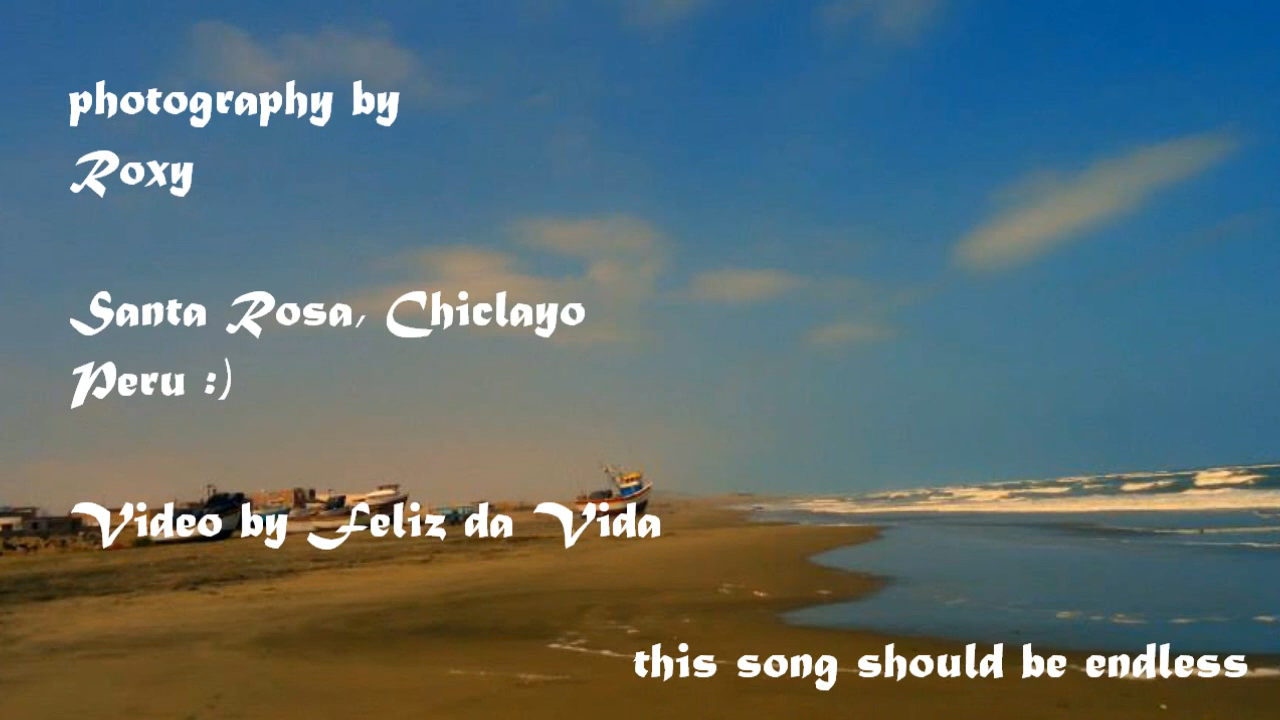 photography by
Roxy
Santa Rosa, Chiclayo
Peru :)
Video by Feliz da Vida
this song should be endless